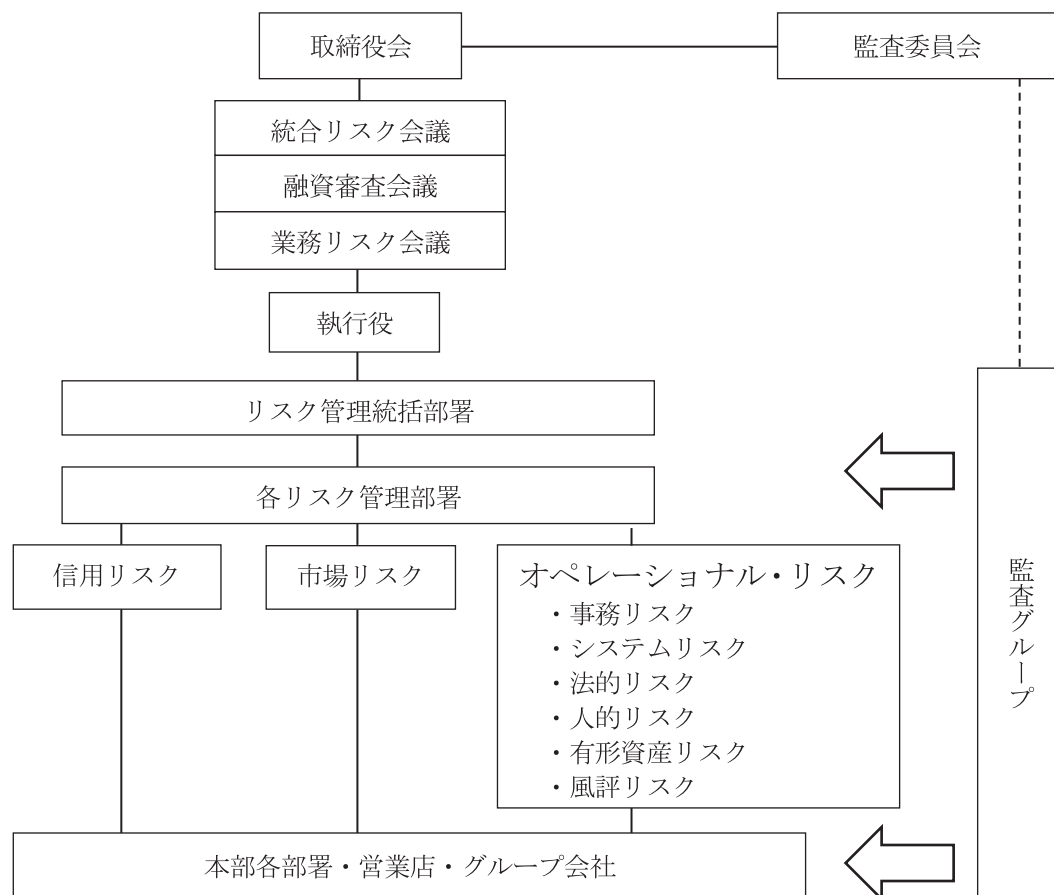 取締役会
監査委員会
統合リスク会議
融資審査会議
業務リスク会議
執行役
リスク管理統括部署
各リスク管理部署
信用リスク
市場リスク
オペレーショナル・リスク
・事務リスク
・システムリスク
・法的リスク
・人的リスク
・有形資産リスク
・風評リスク
監査グループ
本部各部署・営業店・グループ会社